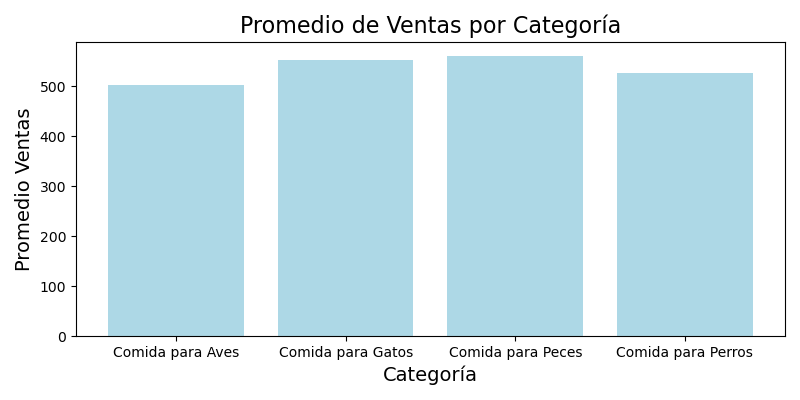 Promedio de Ventas por Categoría
Promedio Ventas
500
400
300
200
100
0
Comida para Aves
Comida para Gatos
Comida para Peces
Comida para Perros
Categoría